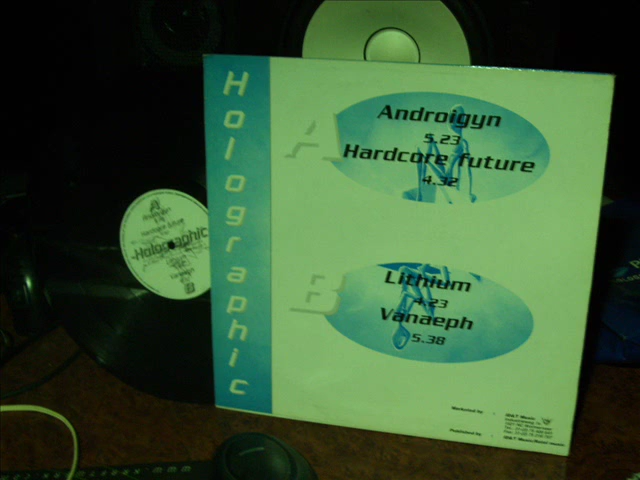 Holographic
A
Androigyn
5.23
Hardcore future
4.32
B
Lithium
4.23
Vanaeph
5.38
Marketed by :
Published by :
Holographic
Vanaeph
B